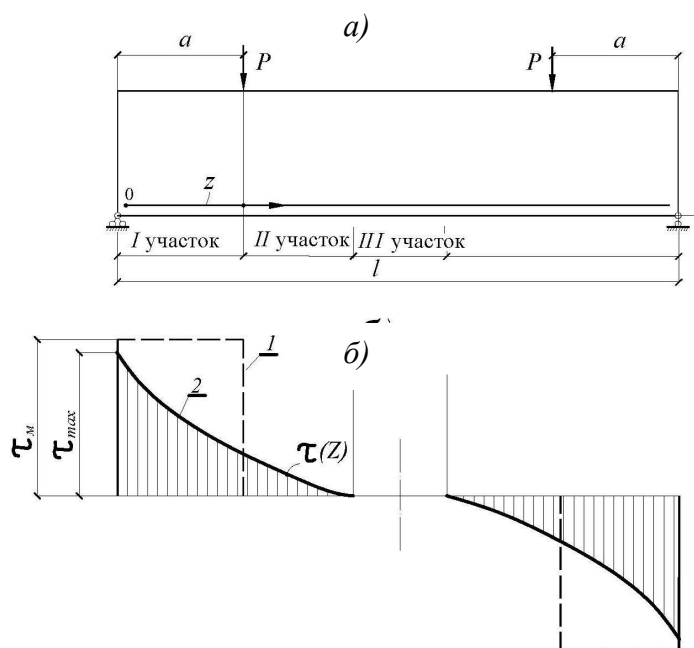 а)
a
P
P
a
0
z
I участок
II участок
III участок
l
б)
1
2
τм
τmax
τ(Z)